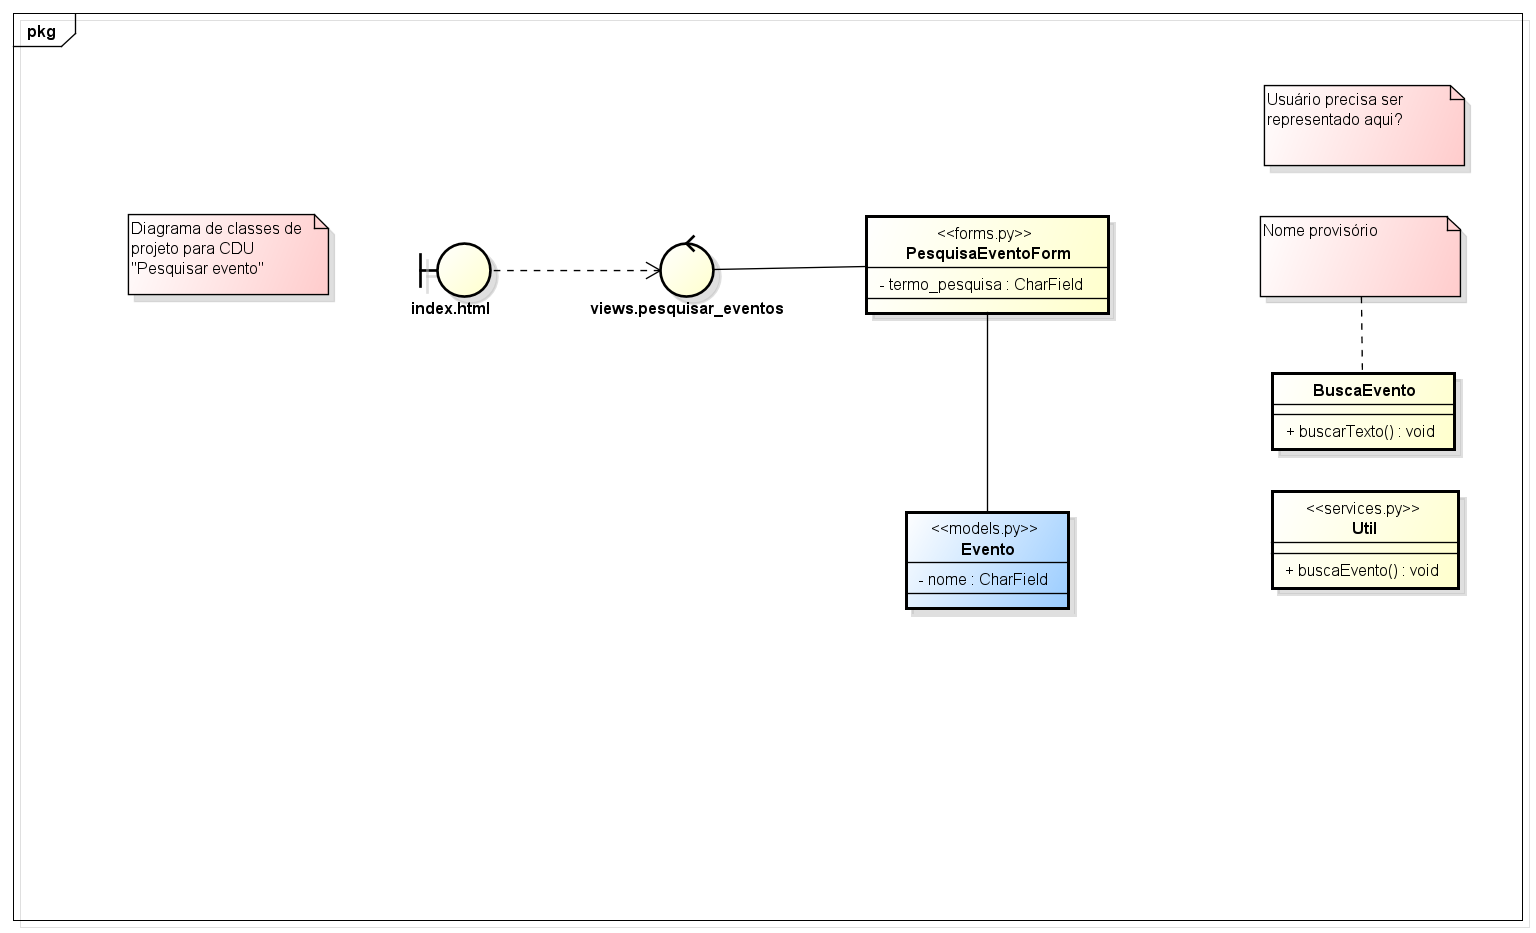 pkg
Usuário precisa ser
representado aqui?
Diagrama de classes de
projeto para CDU
"Pesquisar evento"
index.html
views.pesquisar_eventos
<<forms.py>>
PesquisaEventoForm
- termo_pesquisa : CharField
Nome provisório
BuscaEvento
+ buscarTexto() : void
<<services.py>>
Util
+ buscaEvento() : void
<<models.py>>
Evento
- nome : CharField